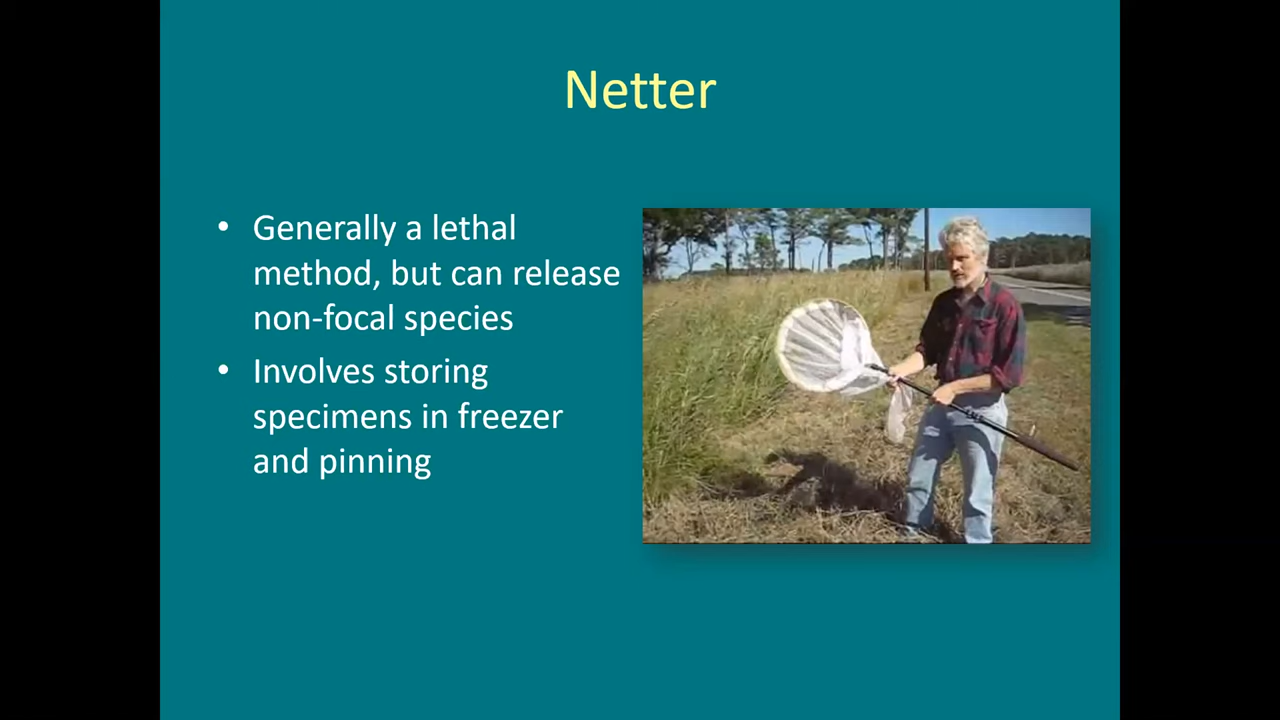 Netter
• Generally a lethal
method, but can release
non-focal species
• Involves storing
specimens in freezer
and pinning